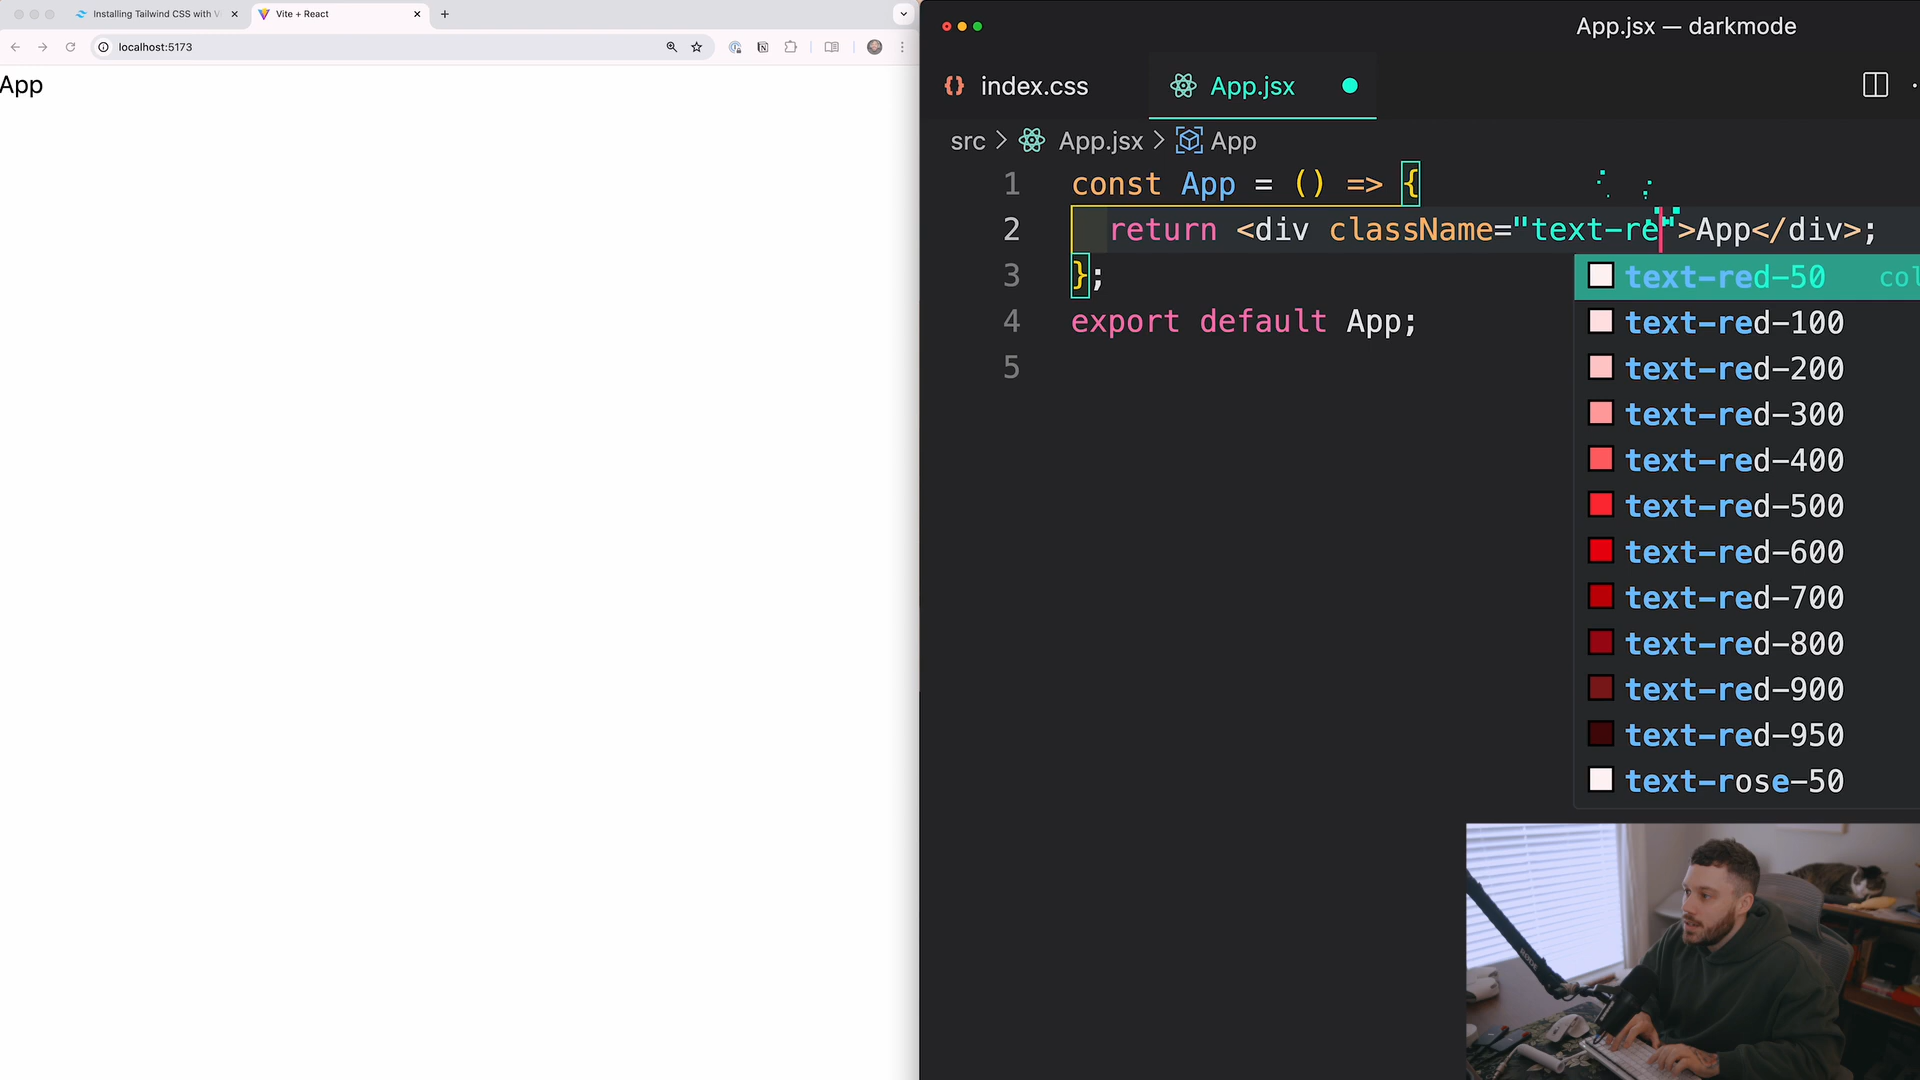 Installing Tailwind CSS with Vi
Vite + React
localhost:5173
App
App.jsx — darkmode
index.css
App.jsx
src > App.jsx > App
1 const App = () => {
2 return <div className="text-re">App</div>;
3 };
4 export default App;
5
text-red-50 col
text-red-100
text-red-200
text-red-300
text-red-400
text-red-500
text-red-600
text-red-700
text-red-800
text-red-900
text-red-950
text-rose-50
RODE